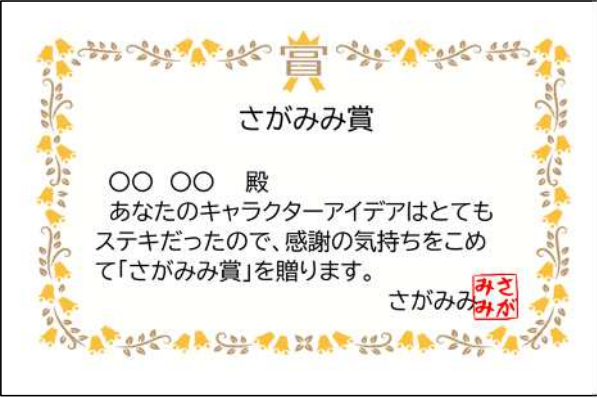 賞
さがみみ賞
○○ ○○ 殿
あなたのキャラクターアイデアはとても
ステキだったので、感謝の気持ちをこめ
て「さがみみ賞」を贈ります。
さがみみ
さがみみ